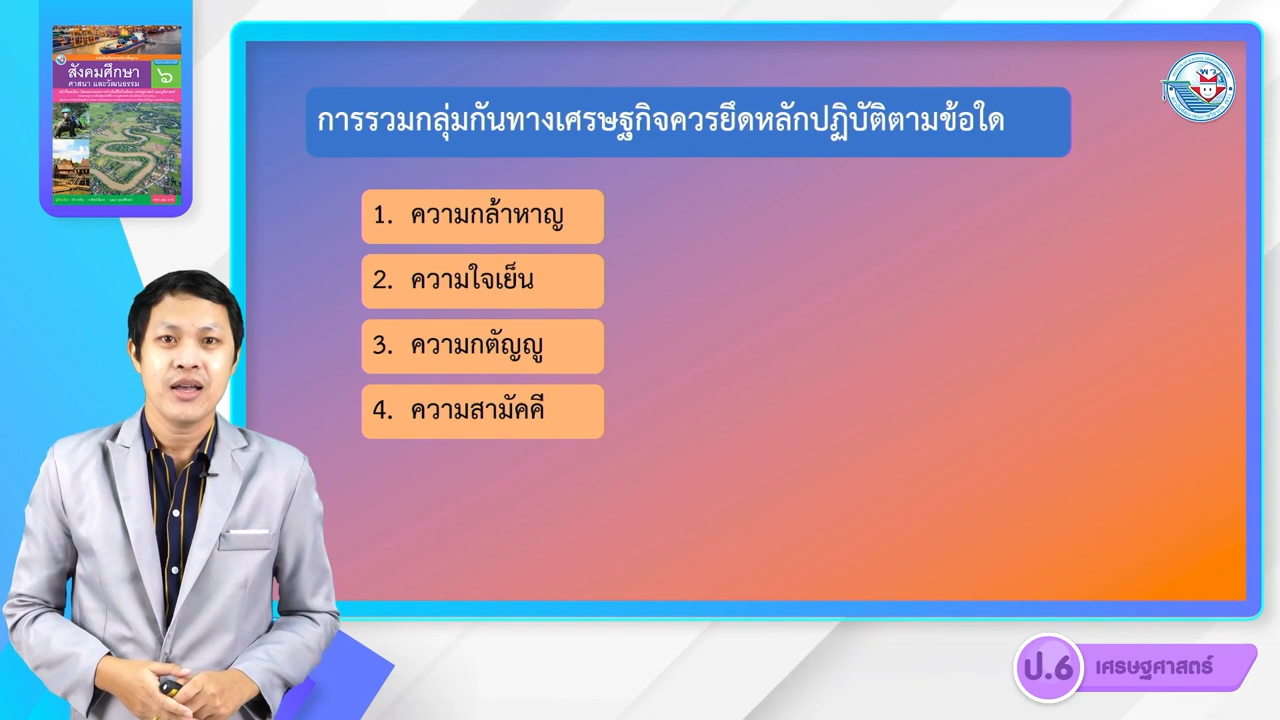 สังคมศึกษา
ศาสนา และวัฒนธรรม
๖
การรวมกลุ่มกันทางเศรษฐกิจควรยึดหลักปฏิบัติตามข้อใด
พว
1. ความกล้าหาญ
2. ความใจเย็น
3. ความกตัญญู
4. ความสามัคคี
ป.6 เศรษฐศาสตร์